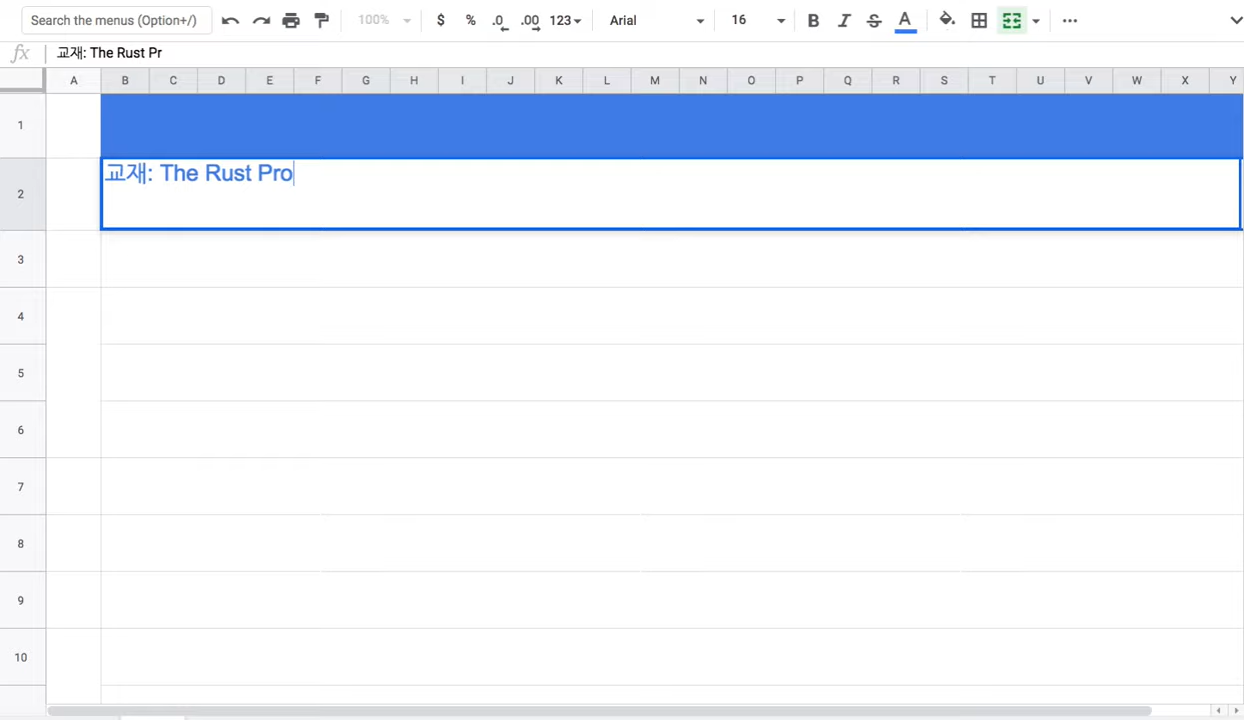 Search the menus (Option+/) 100% $ % .0 .00 123 Arial 16 B I S A
fx 교재: The Rust Pr
A B C D E F G H I J K L M N O P Q R S T U V W X Y
1
교재: The Rust Pro
2
3
4
5
6
7
8
9
10